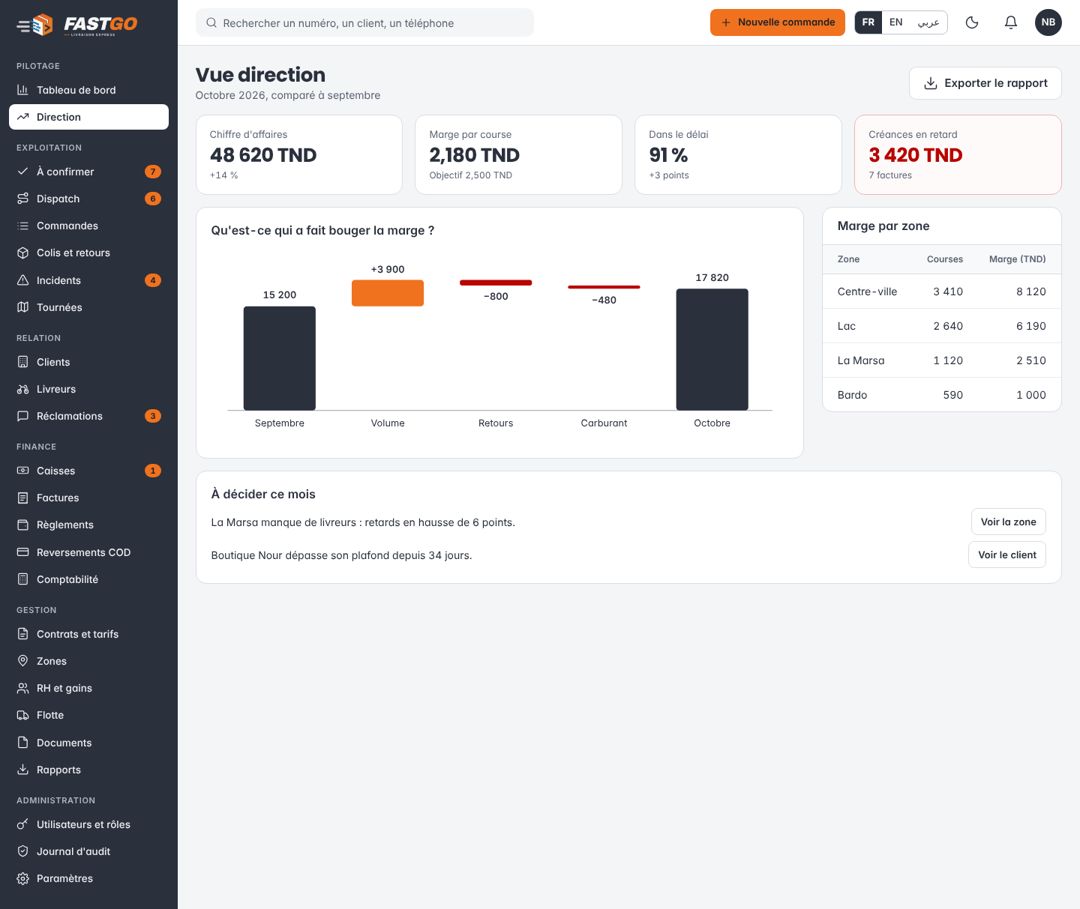 FASTGO
LIVRAISON EXPRESS
PILOTAGE
Tableau de bord
Direction
EXPLOITATION
À confirmer 7
Dispatch 6
Commandes
Colis et retours
Incidents 4
Tournées
RELATION
Clients
Livreurs
Réclamations 3
FINANCE
Caisses 1
Factures
Règlements
Reversements COD
Comptabilité
GESTION
Contrats et tarifs
Zones
RH et gains
Flotte
Documents
Rapports
ADMINISTRATION
Utilisateurs et rôles
Journal d'audit
Paramètres
Rechercher un numéro, un client, un téléphone
+ Nouvelle commande
FR EN عربي
NB
Vue direction
Octobre 2026, comparé à septembre
Exporter le rapport
Chiffre d'affaires
48 620 TND
+14 %
Marge par course
2,180 TND
Objectif 2,500 TND
Dans le délai
91 %
+3 points
Créances en retard
3 420 TND
7 factures
Qu'est-ce qui a fait bouger la marge ?
15 200
+3 900
−800
−480
17 820
Septembre Volume Retours Carburant Octobre
Marge par zone
Zone Courses Marge (TND)
Centre-ville 3 410 8 120
Lac 2 640 6 190
La Marsa 1 120 2 510
Bardo 590 1 000
À décider ce mois
La Marsa manque de livreurs : retards en hausse de 6 points.
Voir la zone
Boutique Nour dépasse son plafond depuis 34 jours.
Voir le client